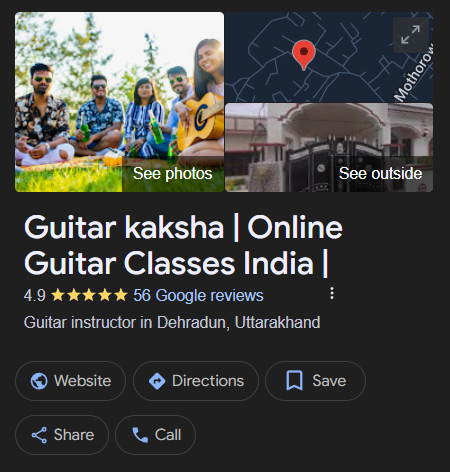 Mothorow
See photos
See outside
Guitar kaksha | Online
Guitar Classes India |
4.9 56 Google reviews
Guitar instructor in Dehradun, Uttarakhand
Website
Directions
Save
Share
Call